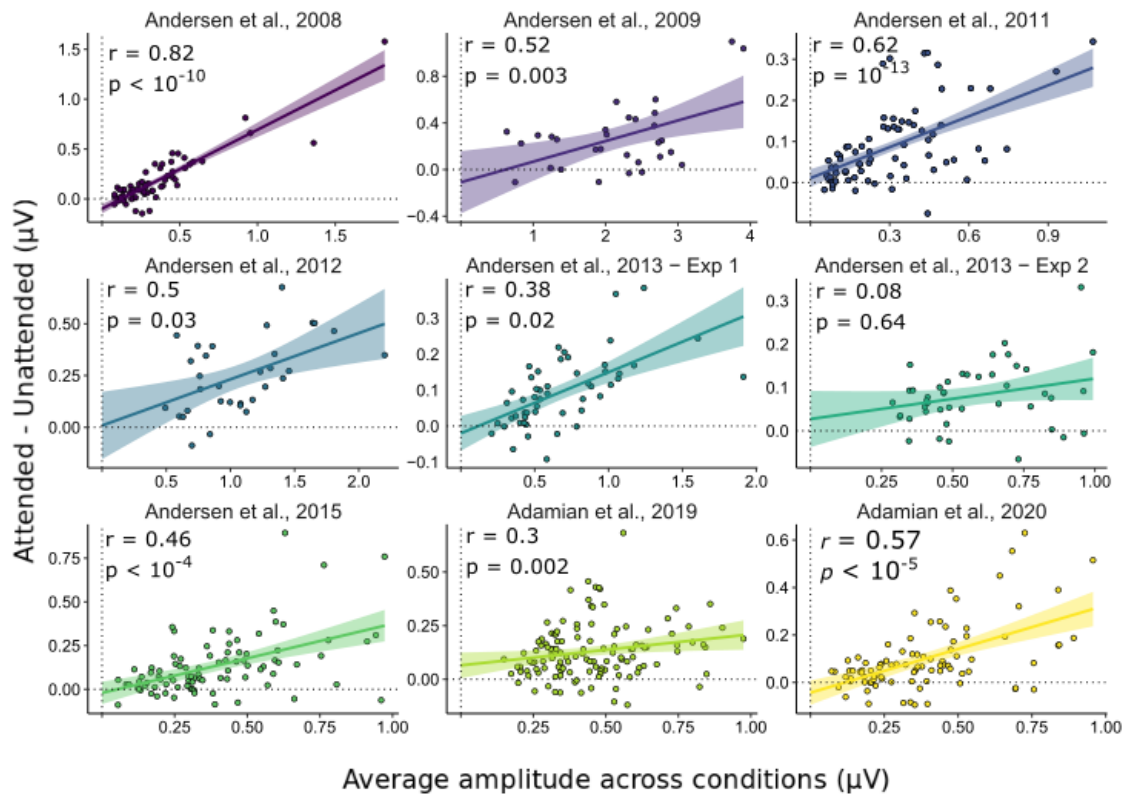 Andersen et al., 2008
Andersen et al., 2009
Andersen et al., 2011
r = 0.82
p < 10⁻¹⁰
1.5
1.0
0.5
0.0
0.5
1.0
1.5
r = 0.52
p = 0.003
0.8
0.4
0.0
−0.4
1
2
3
4
r = 0.62
p = 10⁻¹³
0.3
0.2
0.1
0.0
0.3
0.6
0.9
Andersen et al., 2012
Andersen et al., 2013 − Exp 1
Andersen et al., 2013 − Exp 2
r = 0.5
p = 0.03
0.50
0.25
0.00
0.5
1.0
1.5
2.0
r = 0.38
p = 0.02
0.3
0.2
0.1
0.0
−0.1
0.5
1.0
1.5
2.0
r = 0.08
p = 0.64
0.3
0.2
0.1
0.0
0.25
0.50
0.75
1.00
Andersen et al., 2015
Adamian et al., 2019
Adamian et al., 2020
r = 0.46
p < 10⁻⁴
0.75
0.50
0.25
0.00
0.25
0.50
0.75
1.00
r = 0.3
p = 0.002
0.50
0.25
0.00
0.25
0.50
0.75
1.00
r = 0.57
p < 10⁻⁵
0.6
0.4
0.2
0.0
0.25
0.50
0.75
1.00
Attended - Unattended (µV)
Average amplitude across conditions (µV)